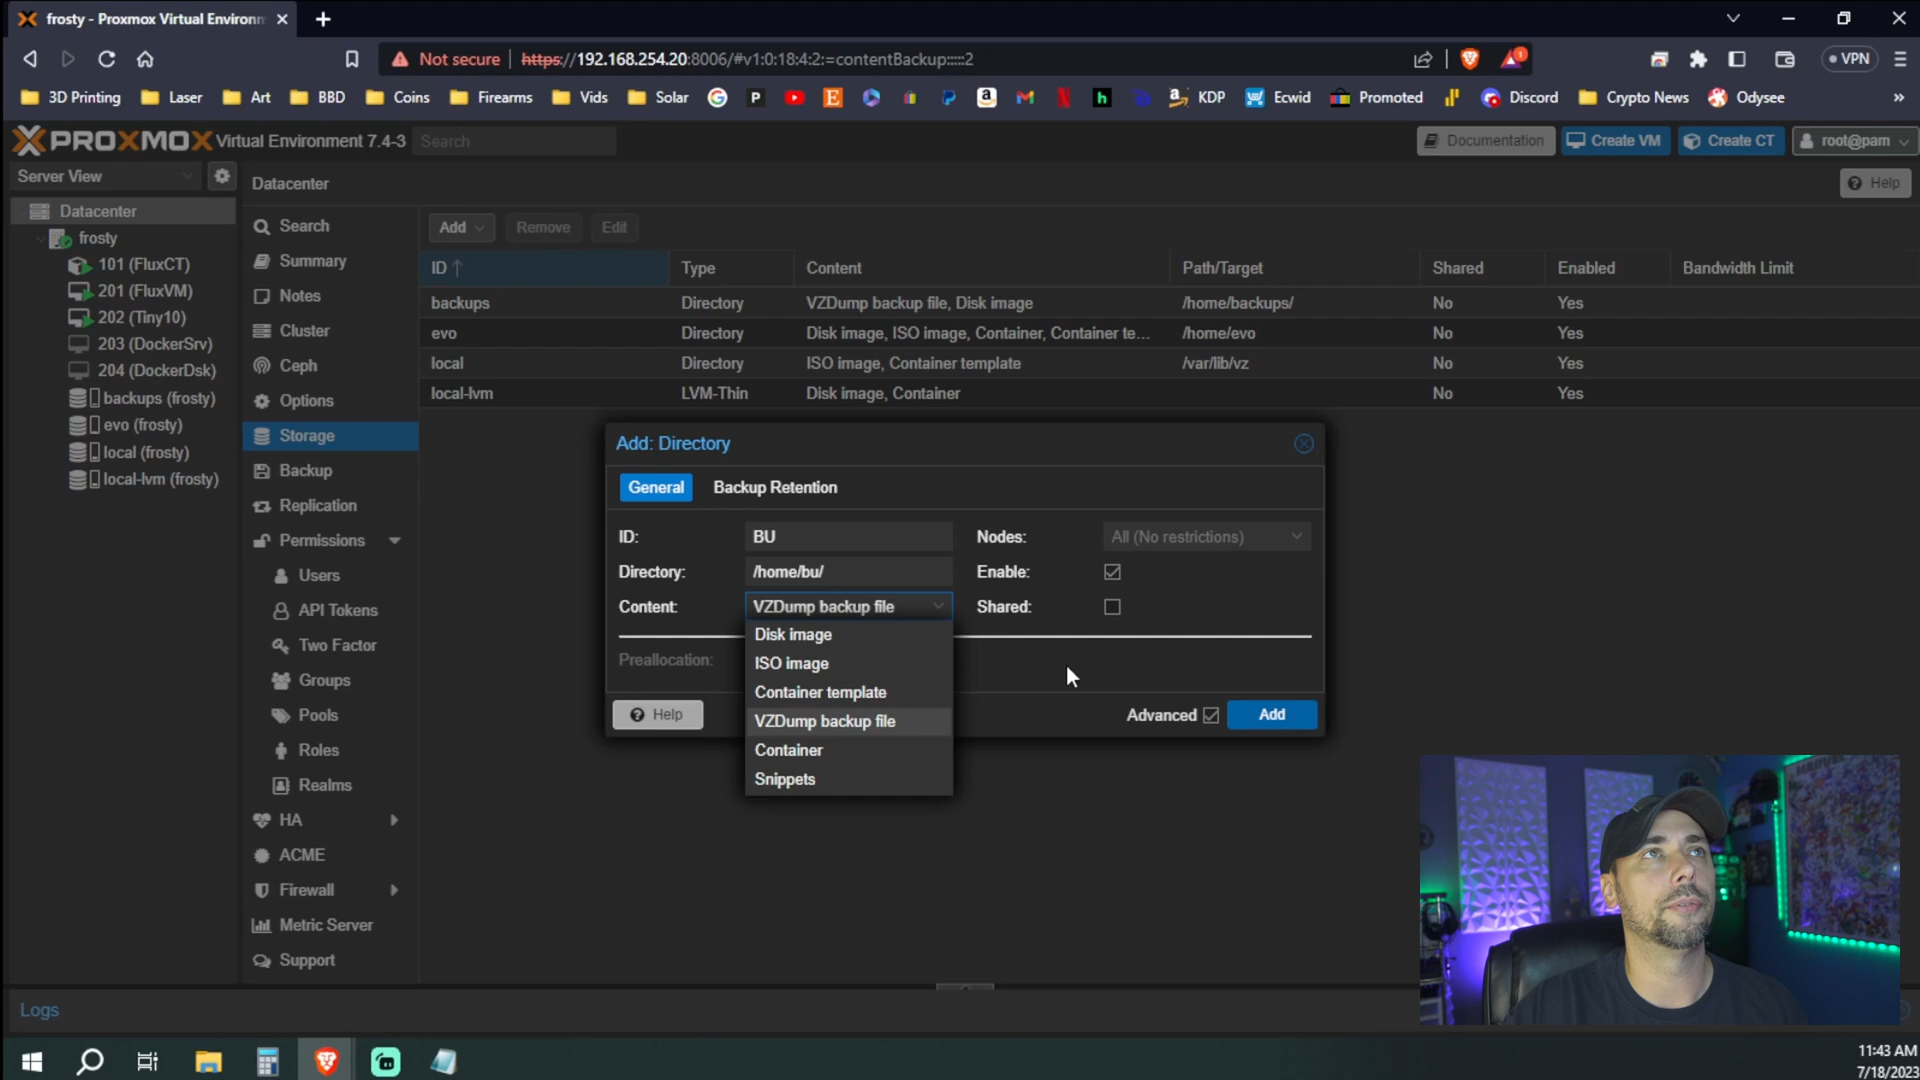 frosty - Proxmox Virtual Environm
Not secure
https://192.168.254.20:8006/#v1:0:18:4:2:=contentBackup:::::2
VPN
3D Printing
Laser
Art
BBD
Coins
Firearms
Vids
Solar
KDP
Ecwid
Promoted
Discord
Crypto News
Odysee
PROXMOX Virtual Environment 7.4-3
Search
Documentation
Create VM
Create CT
root@pam
Server View
Datacenter
Help
Datacenter
frosty
101 (FluxCT)
201 (FluxVM)
202 (Tiny10)
203 (DockerSrv)
204 (DockerDsk)
backups (frosty)
evo (frosty)
local (frosty)
local-lvm (frosty)
Search
Summary
Notes
Cluster
Ceph
Options
Storage
Backup
Replication
Permissions
Users
API Tokens
Two Factor
Groups
Pools
Roles
Realms
HA
ACME
Firewall
Metric Server
Support
Add
Remove
Edit
ID Type Content Path/Target Shared Enabled Bandwidth Limit
backups Directory VZDump backup file, Disk image /home/backups/ No Yes
evo Directory Disk image, ISO image, Container, Container te... /home/evo No Yes
local Directory ISO image, Container template /var/lib/vz No Yes
local-lvm LVM-Thin Disk image, Container No Yes
Add: Directory
General
Backup Retention
ID: BU Nodes: All (No restrictions)
Directory: /home/bu/ Enable:
Content: VZDump backup file Shared:
Disk image
ISO image
Container template
VZDump backup file
Container
Snippets
Preallocation:
Help
Advanced
Add
Logs
11:43 AM
7/18/2023